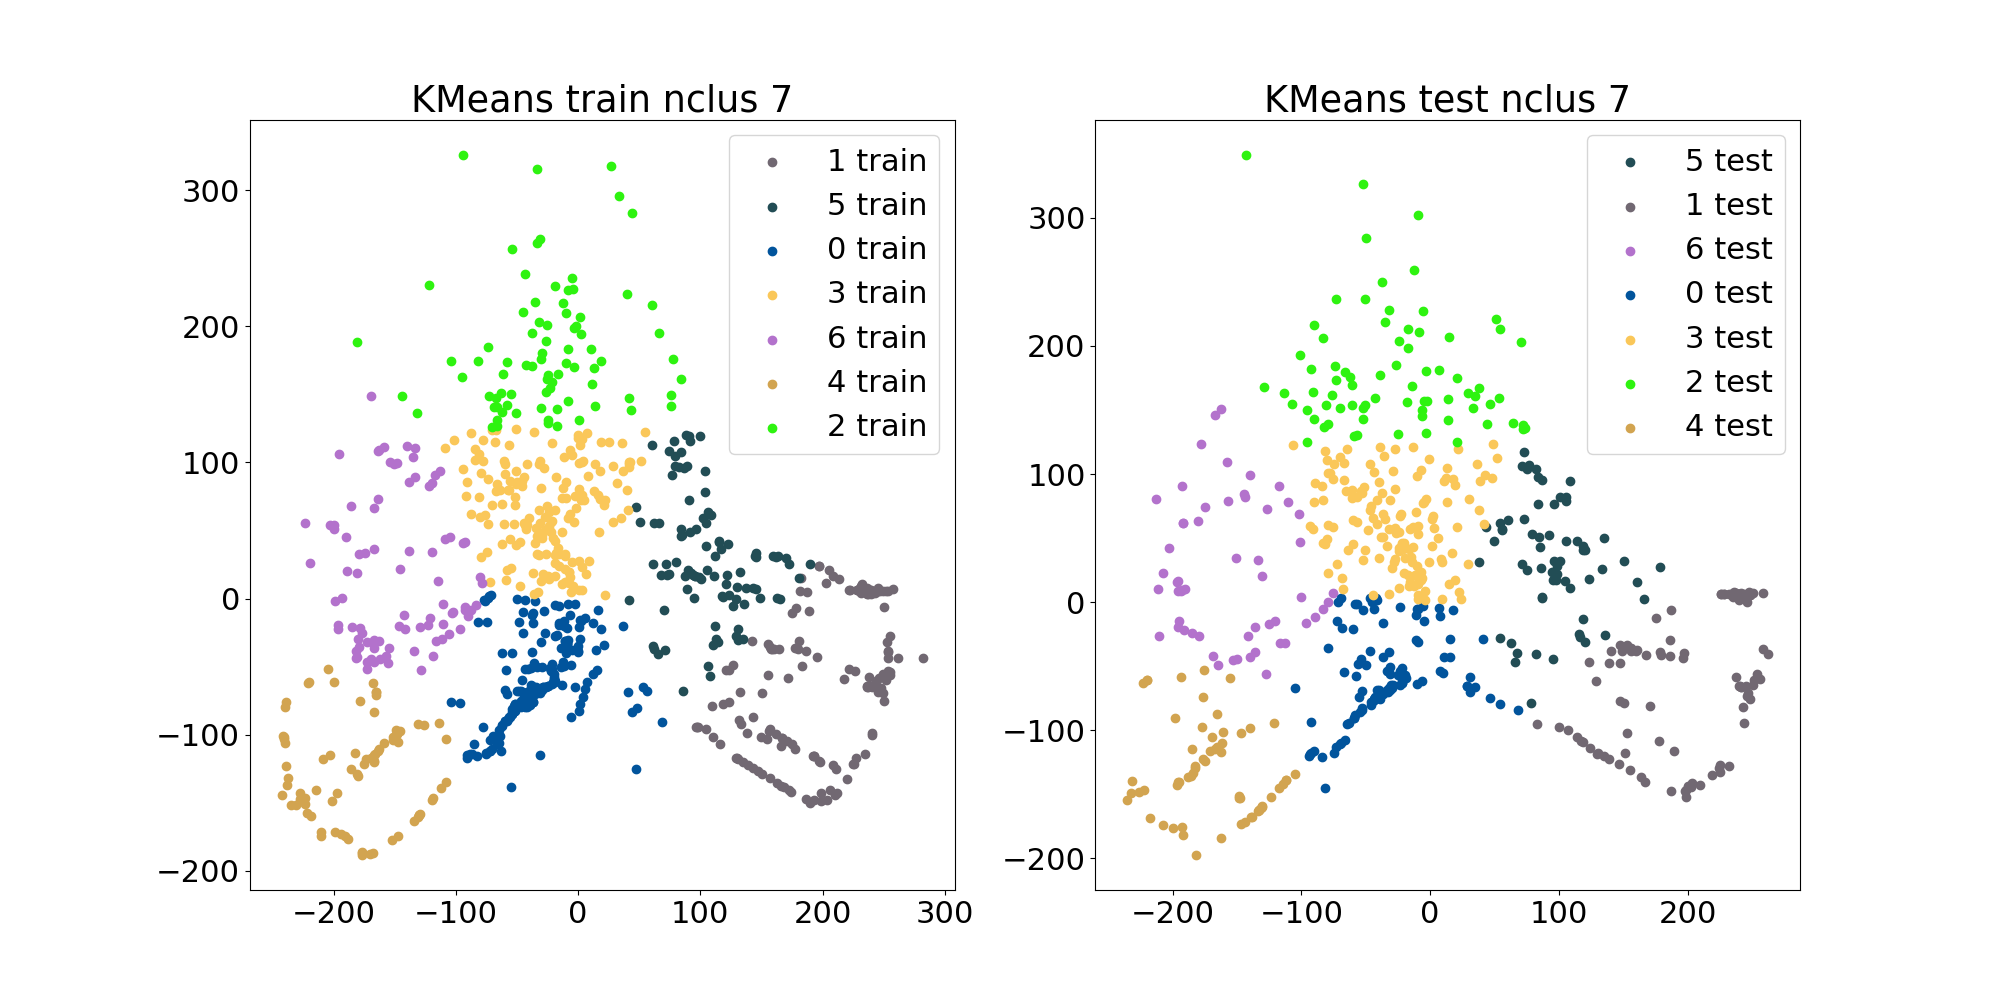 KMeans train nclus 7
1 train
5 train
0 train
3 train
6 train
4 train
2 train
300
200
100
0
−100
−200
−200 −100 0 100 200 300
KMeans test nclus 7
5 test
1 test
6 test
0 test
3 test
2 test
4 test
300
200
100
0
−100
−200
−200 −100 0 100 200